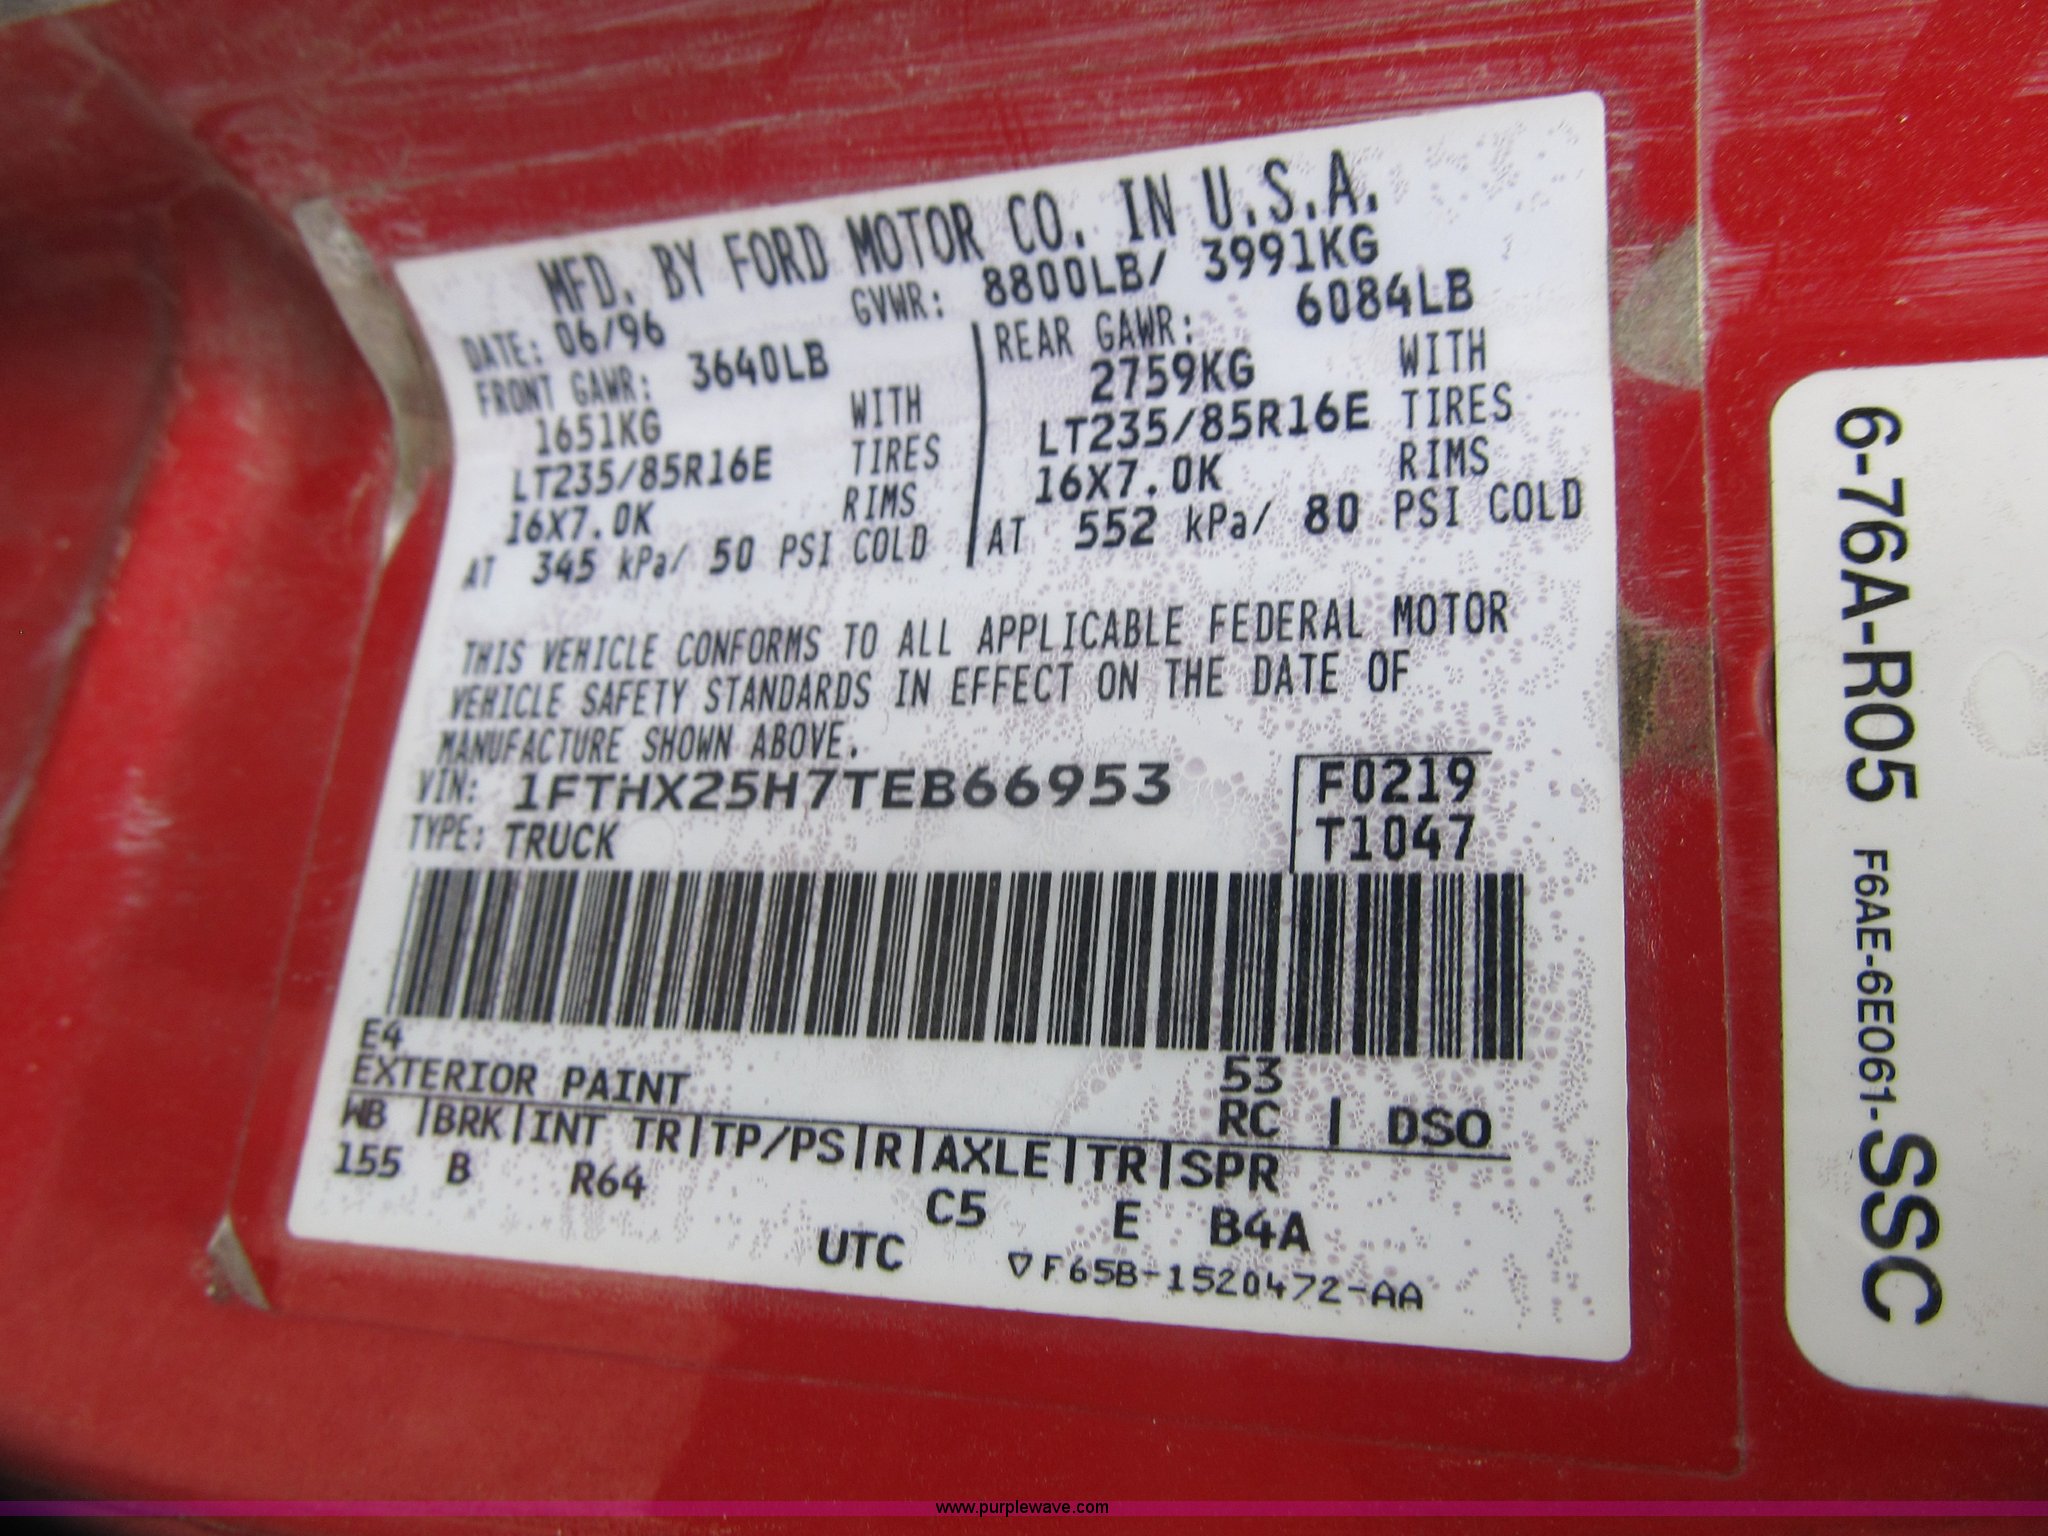 MFD. BY FORD MOTOR CO. IN U.S.A.
DATE: 06/96 GVWR: 8800LB/ 3991KG
FRONT GAWR: 3640LB
1651KG WITH
LT235/85R16E TIRES
16X7.0K RIMS
AT 345 kPa/ 50 PSI COLD
REAR GAWR: 6084LB
2759KG WITH
LT235/85R16E TIRES
16X7.0K RIMS
AT 552 kPa/ 80 PSI COLD
THIS VEHICLE CONFORMS TO ALL APPLICABLE FEDERAL MOTOR
VEHICLE SAFETY STANDARDS IN EFFECT ON THE DATE OF
MANUFACTURE SHOWN ABOVE.
VIN: 1FTHX25H7TEB66953
TYPE: TRUCK
F0219
T1047
E4 53
EXTERIOR PAINT RC | DSO
WB |BRK|INT TR|TP/PS|R|AXLE|TR|SPR
155 B R64 C5 E B4A
UTC ▽F65B-1520472-AA
6-76A-R05 F6AE-6E061-SSC
www.purplewave.com